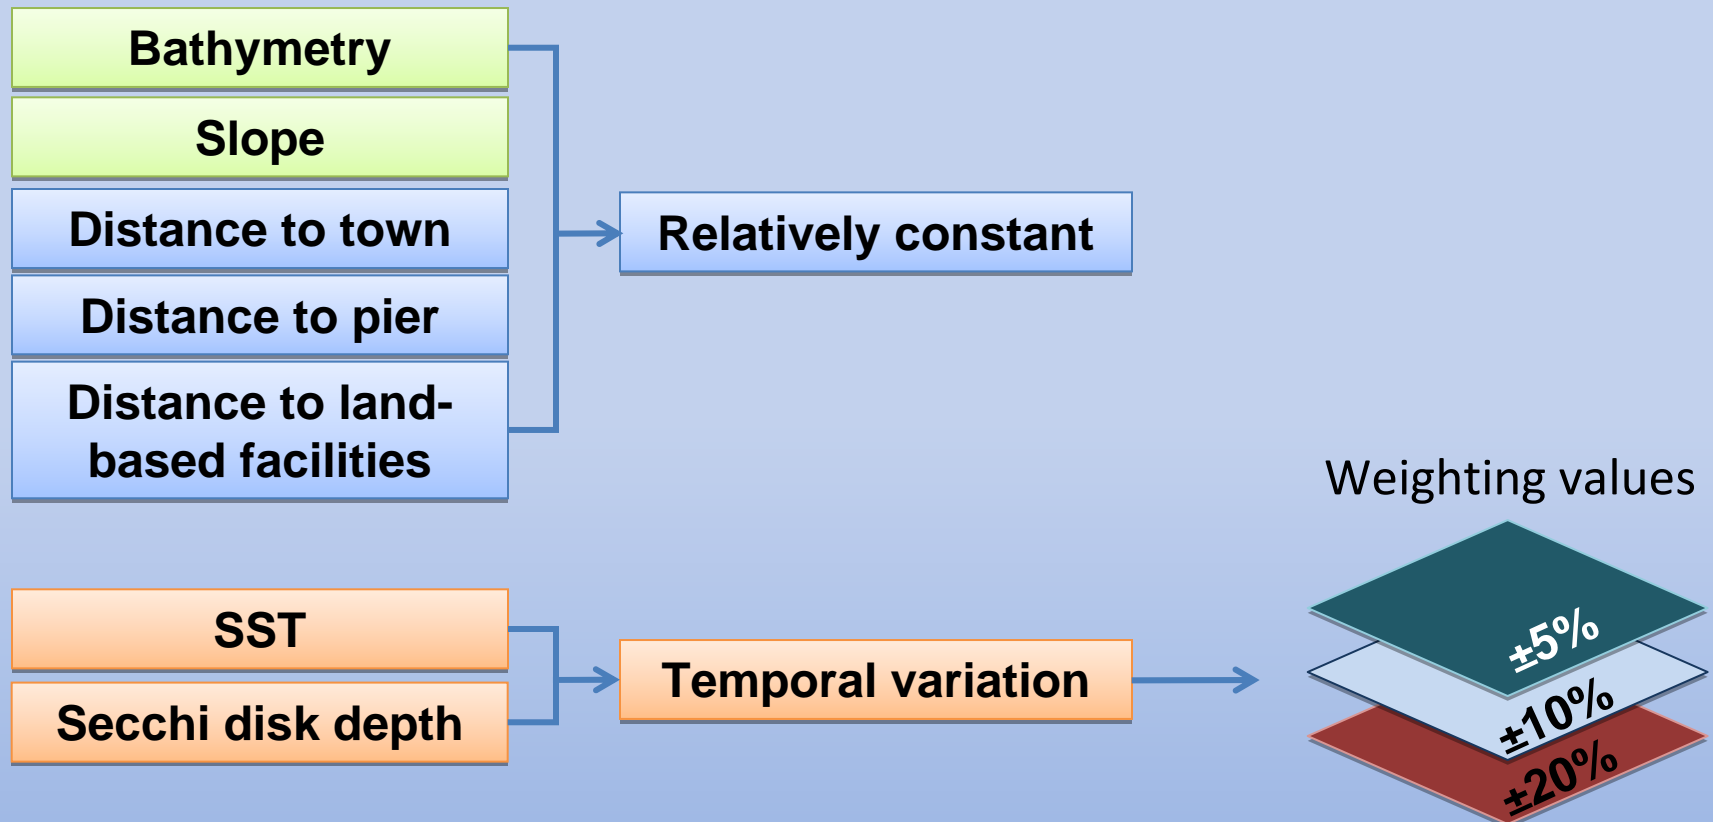 Bathymetry
Slope
Distance to town
Distance to pier
Distance to land-
based facilities
Relatively constant
SST
Secchi disk depth
Temporal variation
Weighting values
±5%
±10%
±20%